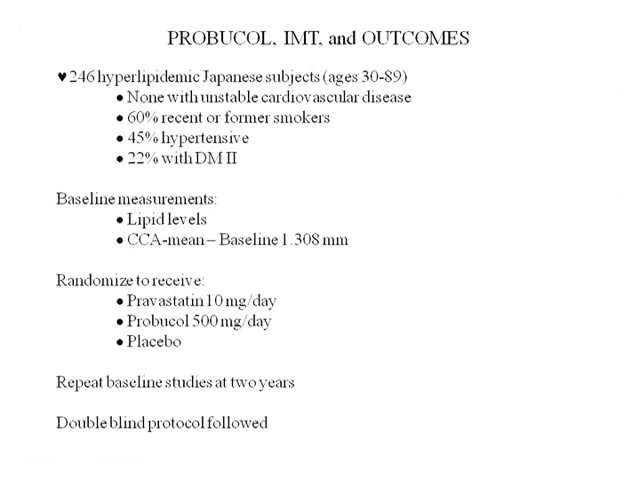 PROBUCOL, IMT, and OUTCOMES
♥ 246 hyperlipidemic Japanese subjects (ages 30-89)
• None with unstable cardiovascular disease
• 60% recent or former smokers
• 45% hypertensive
• 22% with DM II
Baseline measurements:
• Lipid levels
• CCA-mean – Baseline 1.308 mm
Randomize to receive:
• Pravastatin 10 mg/day
• Probucol 500 mg/day
• Placebo
Repeat baseline studies at two years
Double blind protocol followed